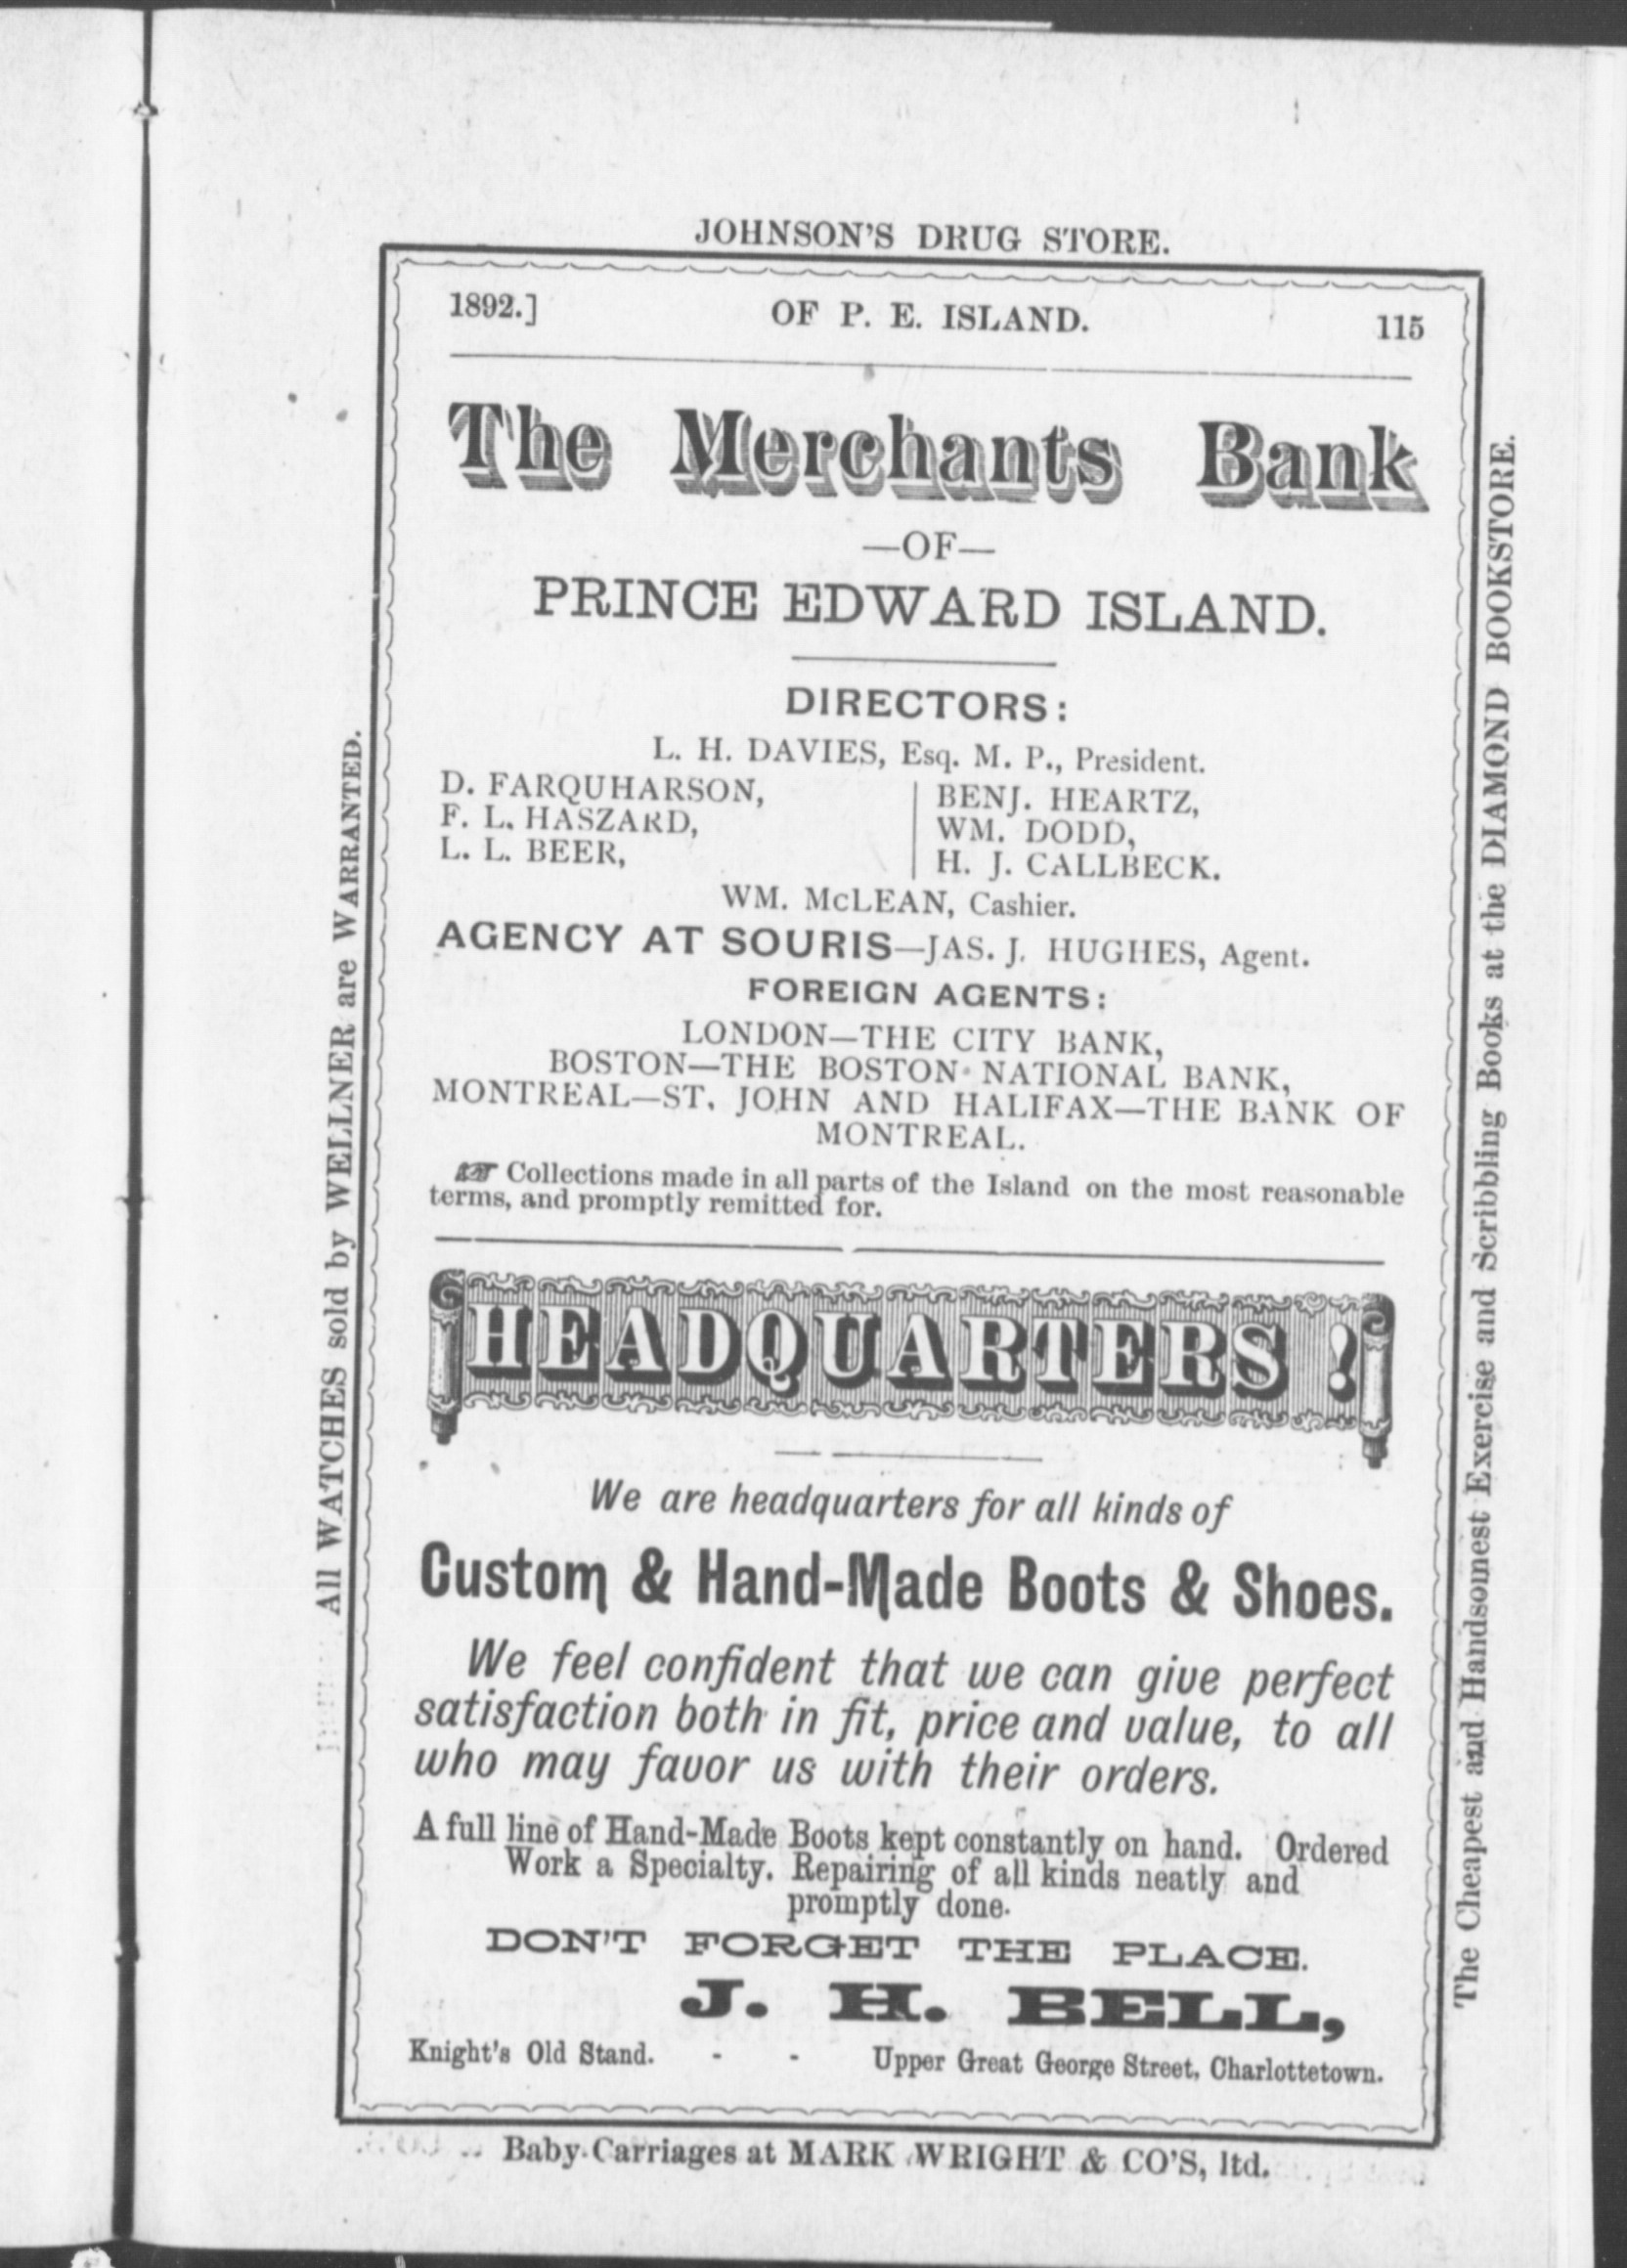 JOHNSON'S DRUG STORE.
1892.] OF P. E. ISLAND. 115
The Merchants Bank
—OF—
PRINCE EDWARD ISLAND.
DIRECTORS:
L. H. DAVIES, Esq. M. P., President.
D. FARQUHARSON,
F. L. HASZARD,
L. L. BEER,
BENJ. HEARTZ,
WM. DODD,
H. J. CALLBECK.
WM. McLEAN, Cashier.
AGENCY AT SOURIS—JAS. J. HUGHES, Agent.
FOREIGN AGENTS:
LONDON—THE CITY BANK,
BOSTON—THE BOSTON NATIONAL BANK,
MONTREAL—ST. JOHN AND HALIFAX—THE BANK OF
MONTREAL.
☞ Collections made in all parts of the Island on the most reasonable
terms, and promptly remitted for.
HEADQUARTERS!
We are headquarters for all kinds of
Custom & Hand-Made Boots & Shoes.
We feel confident that we can give perfect
satisfaction both in fit, price and value, to all
who may favor us with their orders.
A full line of Hand-Made Boots kept constantly on hand. Ordered
Work a Specialty. Repairing of all kinds neatly and
promptly done.
DON'T FORGET THE PLACE.
J. H. BELL,
Knight's Old Stand. - - Upper Great George Street, Charlottetown.
Baby Carriages at MARK WRIGHT & CO'S, ltd.
All WATCHES sold by WELLNER are WARRANTED.
The Cheapest and Handsomest Exercise and Scribbling Books at the DIAMOND BOOKSTORE.